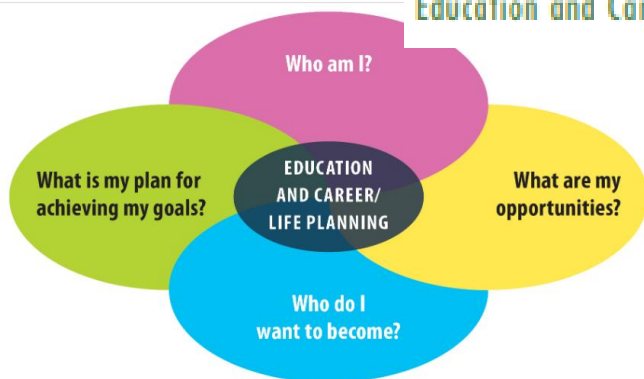 Education and
Who am I?
What is my plan for
achieving my goals?
EDUCATION
AND CAREER/
LIFE PLANNING
What are my
opportunities?
Who do I
want to become?